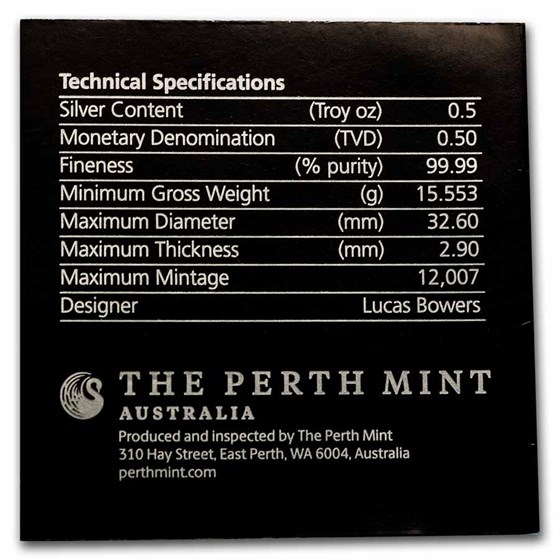 Technical Specifications
Silver Content (Troy oz) 0.5
Monetary Denomination (TVD) 0.50
Fineness (% purity) 99.99
Minimum Gross Weight (g) 15.553
Maximum Diameter (mm) 32.60
Maximum Thickness (mm) 2.90
Maximum Mintage 12,007
Designer Lucas Bowers
THE PERTH MINT
AUSTRALIA
Produced and inspected by The Perth Mint
310 Hay Street, East Perth, WA 6004, Australia
perthmint.com